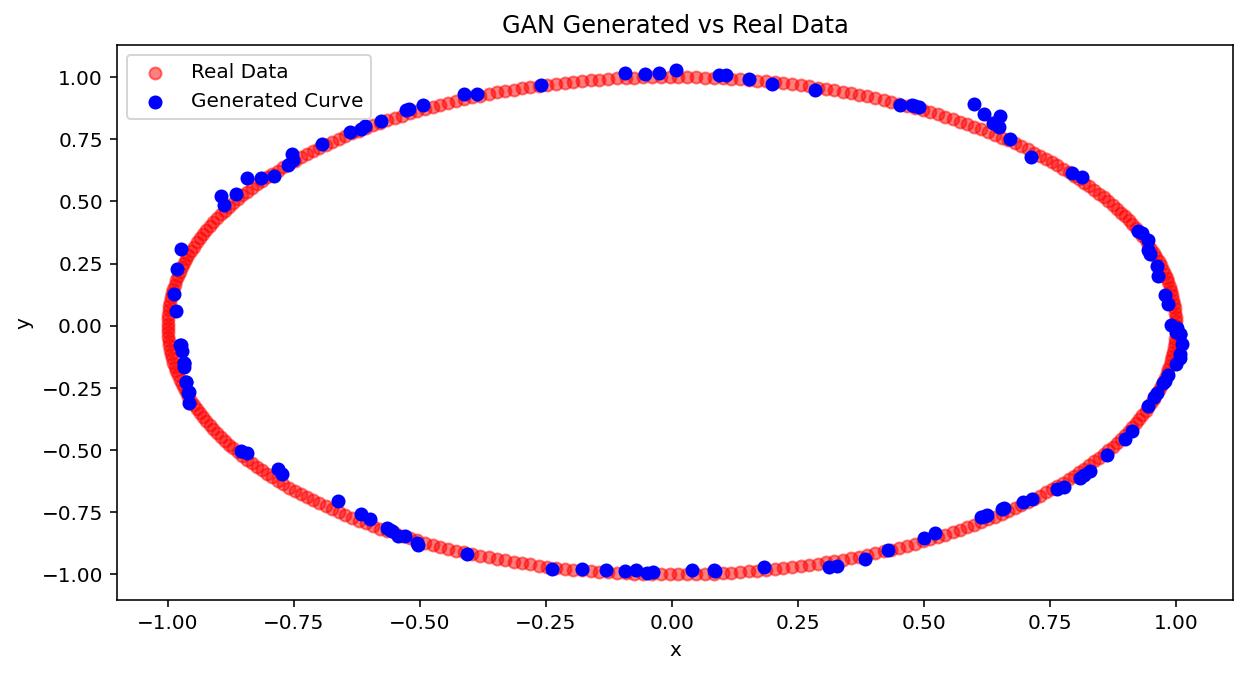 GAN Generated vs Real Data
Real Data
Generated Curve
1.00
0.75
0.50
0.25
0.00
−0.25
−0.50
−0.75
−1.00
y
−1.00 −0.75 −0.50 −0.25 0.00 0.25 0.50 0.75 1.00
x